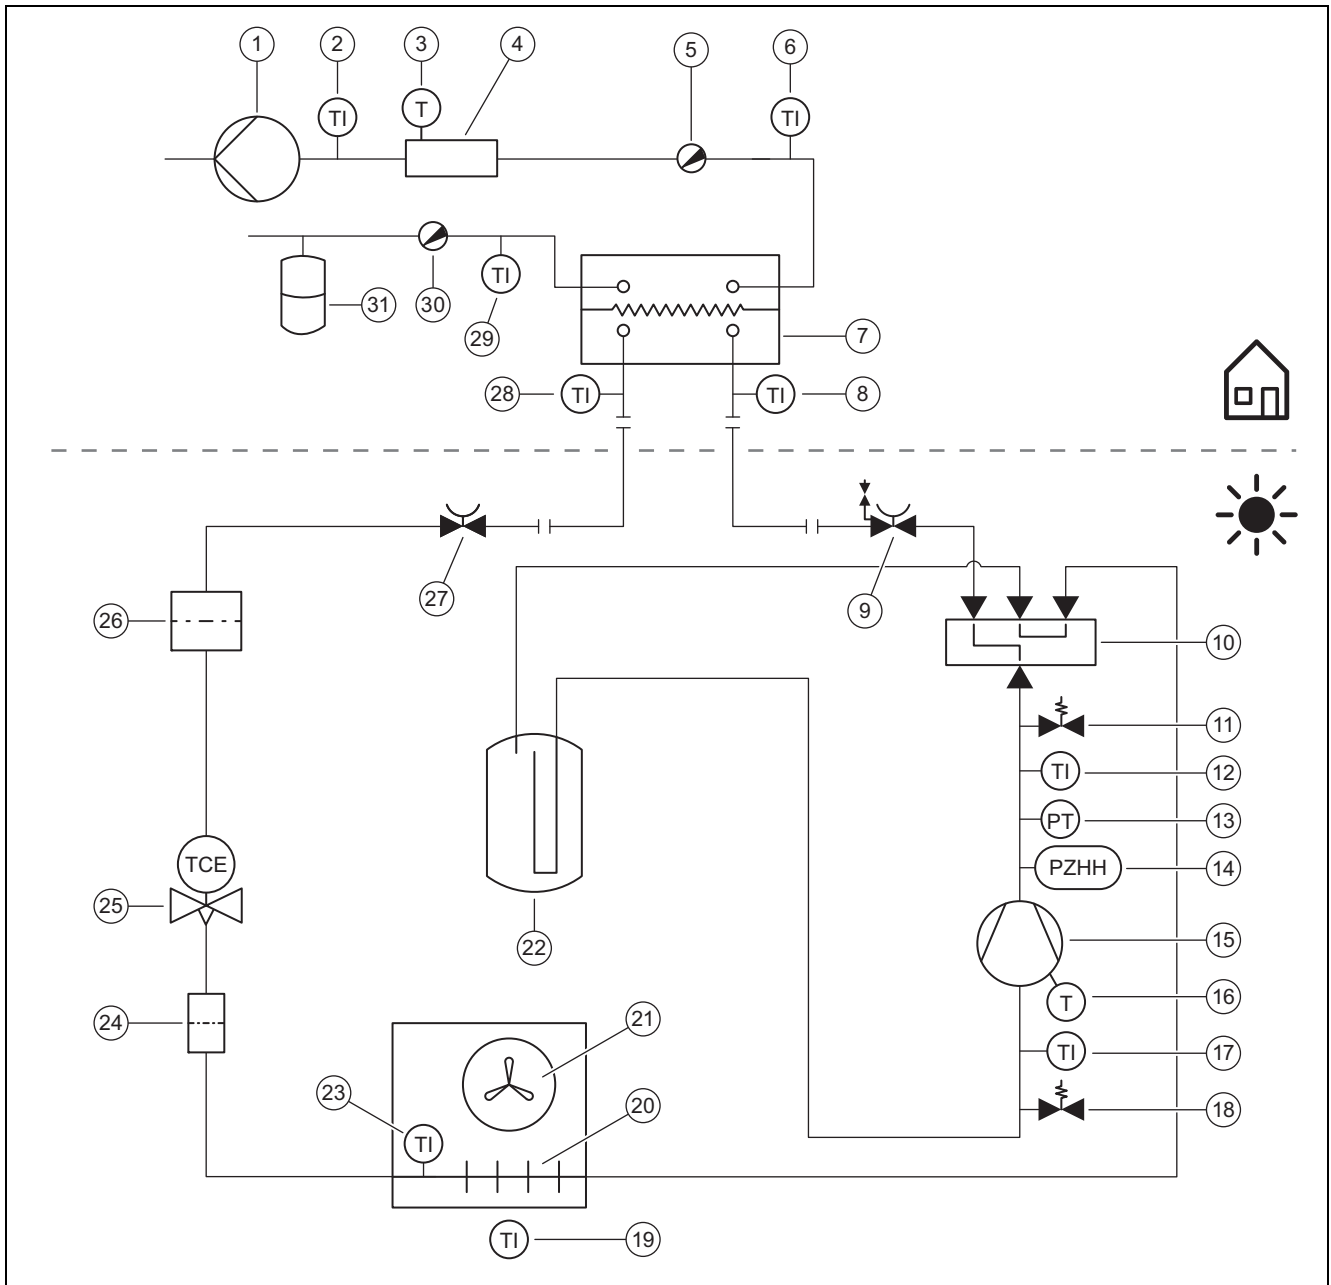 1 2 3 4 5 6
TI T TI
TI
31 30 29
7
28 TI TI 8
27 9
26 10
11
TI 12
PT 13
TCE PZHH 14
25
22 15
24 T 16
21 TI 17
23 20 18
TI
TI 19